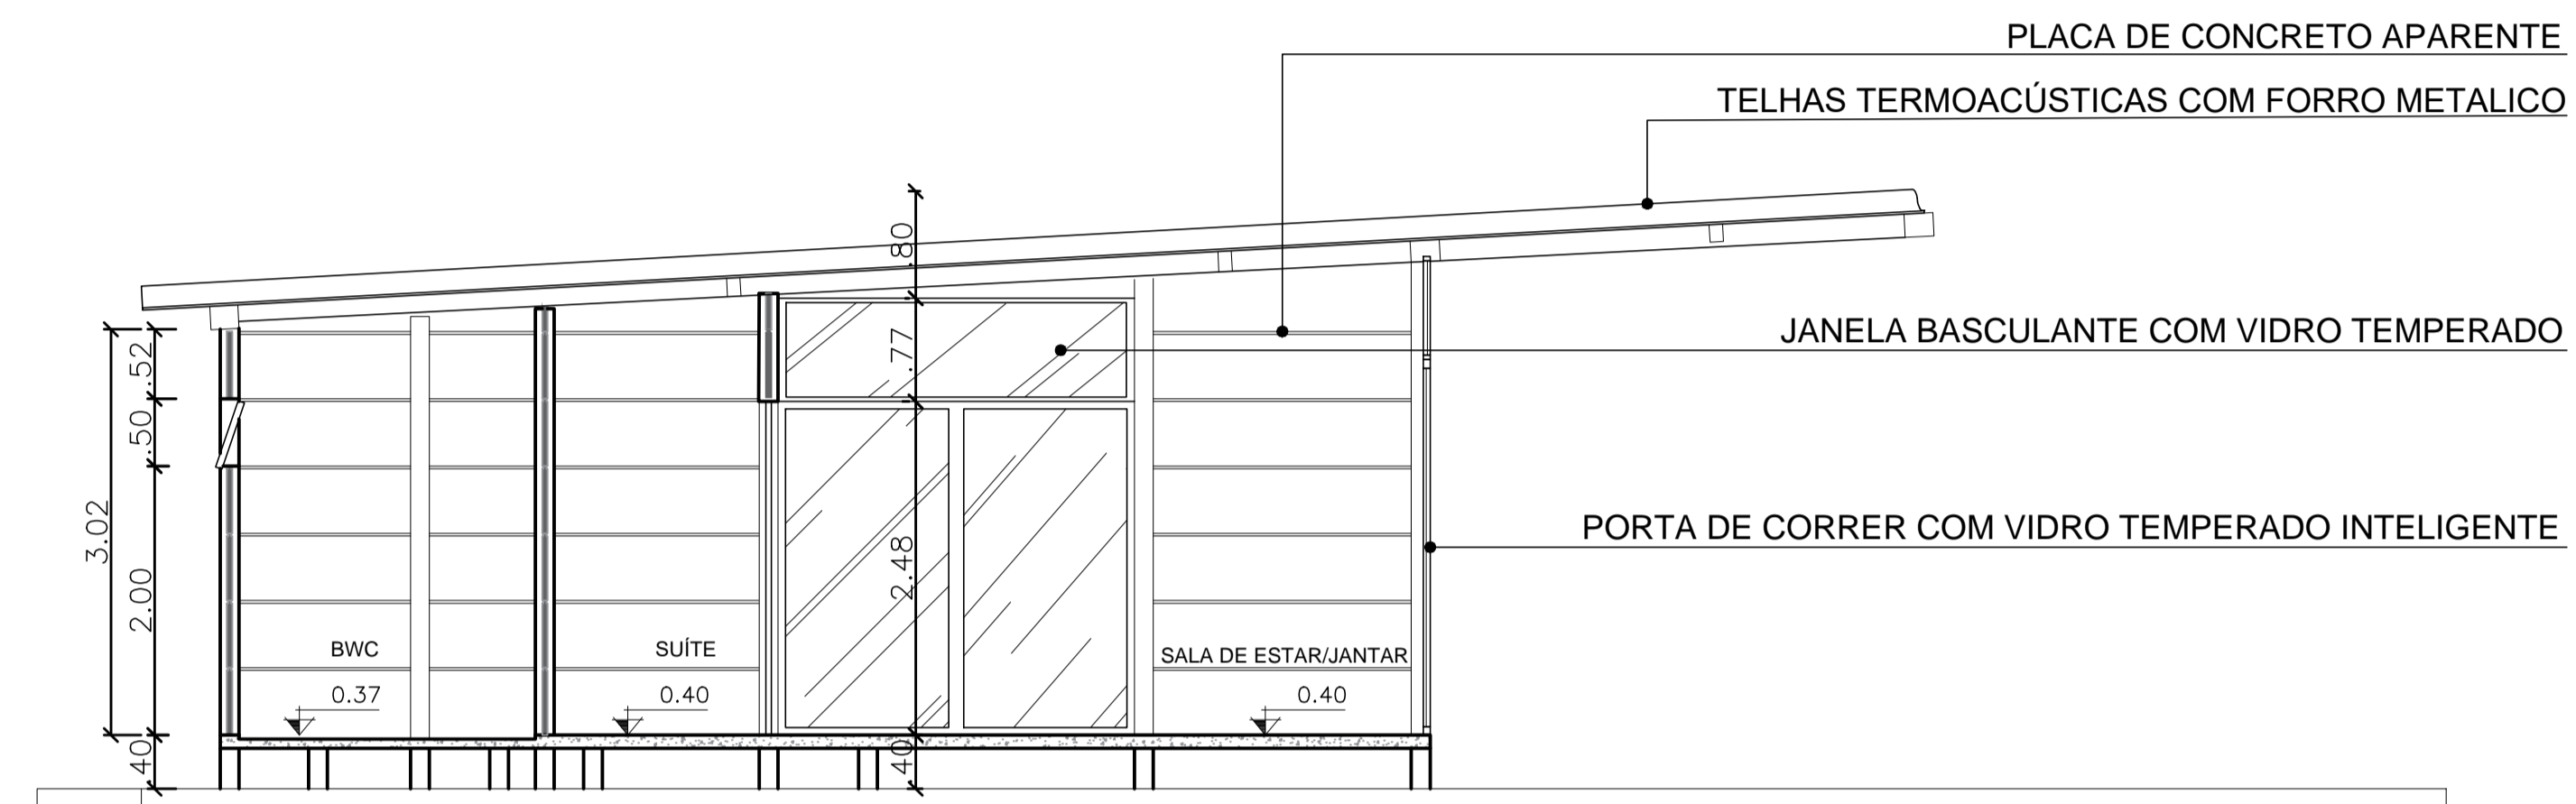 PLACA DE CONCRETO APARENTE
TELHAS TERMOACÚSTICAS COM FORRO METALICO
.80
JANELA BASCULANTE COM VIDRO TEMPERADO
.52
.77
.50
3.02
PORTA DE CORRER COM VIDRO TEMPERADO INTELIGENTE
2.00
2.48
BWC
SUÍTE
SALA DE ESTAR/JANTAR
0.37
0.40
0.40
.40
.40